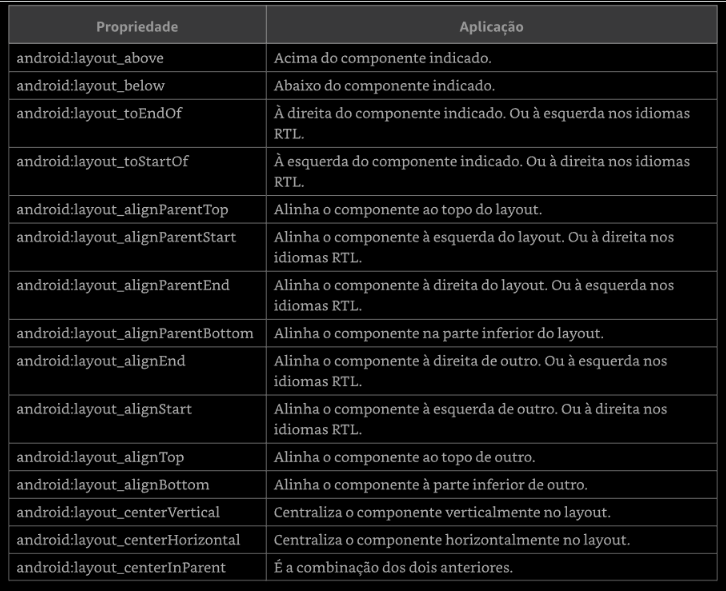 Propriedade Aplicação
android:layout_above Acima do componente indicado.
android:layout_below Abaixo do componente indicado.
android:layout_toEndOf À direita do componente indicado. Ou à esquerda nos idiomas
RTL.
android:layout_toStartOf À esquerda do componente indicado. Ou à direita nos idiomas
RTL.
android:layout_alignParentTop Alinha o componente ao topo do layout.
android:layout_alignParentStart Alinha o componente à esquerda do layout. Ou à direita nos
idiomas RTL.
android:layout_alignParentEnd Alinha o componente à direita do layout. Ou à esquerda nos
idiomas RTL.
android:layout_alignParentBottom Alinha o componente na parte inferior do layout.
android:layout_alignEnd Alinha o componente à direita de outro. Ou à esquerda nos
idiomas RTL.
android:layout_alignStart Alinha o componente à esquerda de outro. Ou à direita nos
idiomas RTL.
android:layout_alignTop Alinha o componente ao topo de outro.
android:layout_alignBottom Alinha o componente à parte inferior de outro.
android:layout_centerVertical Centraliza o componente verticalmente no layout.
android:layout_centerHorizontal Centraliza o componente horizontalmente no layout.
android:layout_centerInParent É a combinação dos dois anteriores.